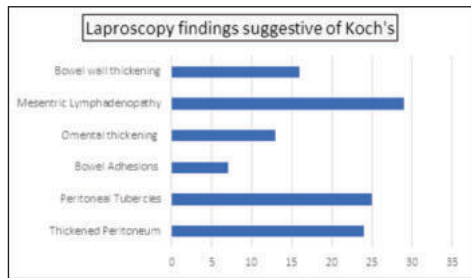 Laproscopy findings suggestive of Koch's
Bowel wall thickening
Mesentric Lymphadenopathy
Omental thickening
Bowel Adhesions
Peritoneal Tubercles
Thickened Peritoneum
0 5 10 15 20 25 30 35